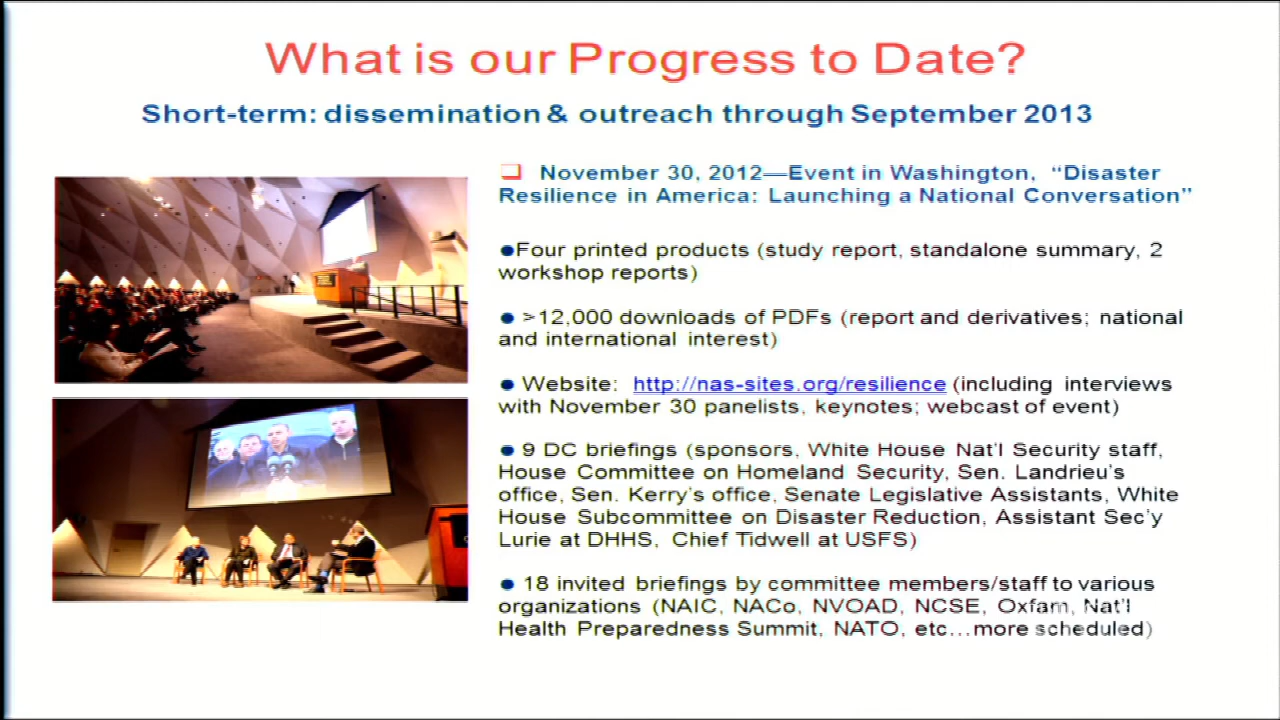 What is our Progress to Date?
Short-term: dissemination & outreach through September 2013
❑ November 30, 2012—Event in Washington, “Disaster
Resilience in America: Launching a National Conversation”
●Four printed products (study report, standalone summary, 2
workshop reports)
● >12,000 downloads of PDFs (report and derivatives; national
and international interest)
● Website: http://nas-sites.org/resilience (including interviews
with November 30 panelists, keynotes; webcast of event)
● 9 DC briefings (sponsors, White House Nat’l Security staff,
House Committee on Homeland Security, Sen. Landrieu’s
office, Sen. Kerry’s office, Senate Legislative Assistants, White
House Subcommittee on Disaster Reduction, Assistant Sec’y
Lurie at DHHS, Chief Tidwell at USFS)
● 18 invited briefings by committee members/staff to various
organizations (NAIC, NACo, NVOAD, NCSE, Oxfam, Nat’l
Health Preparedness Summit, NATO, etc…more scheduled)